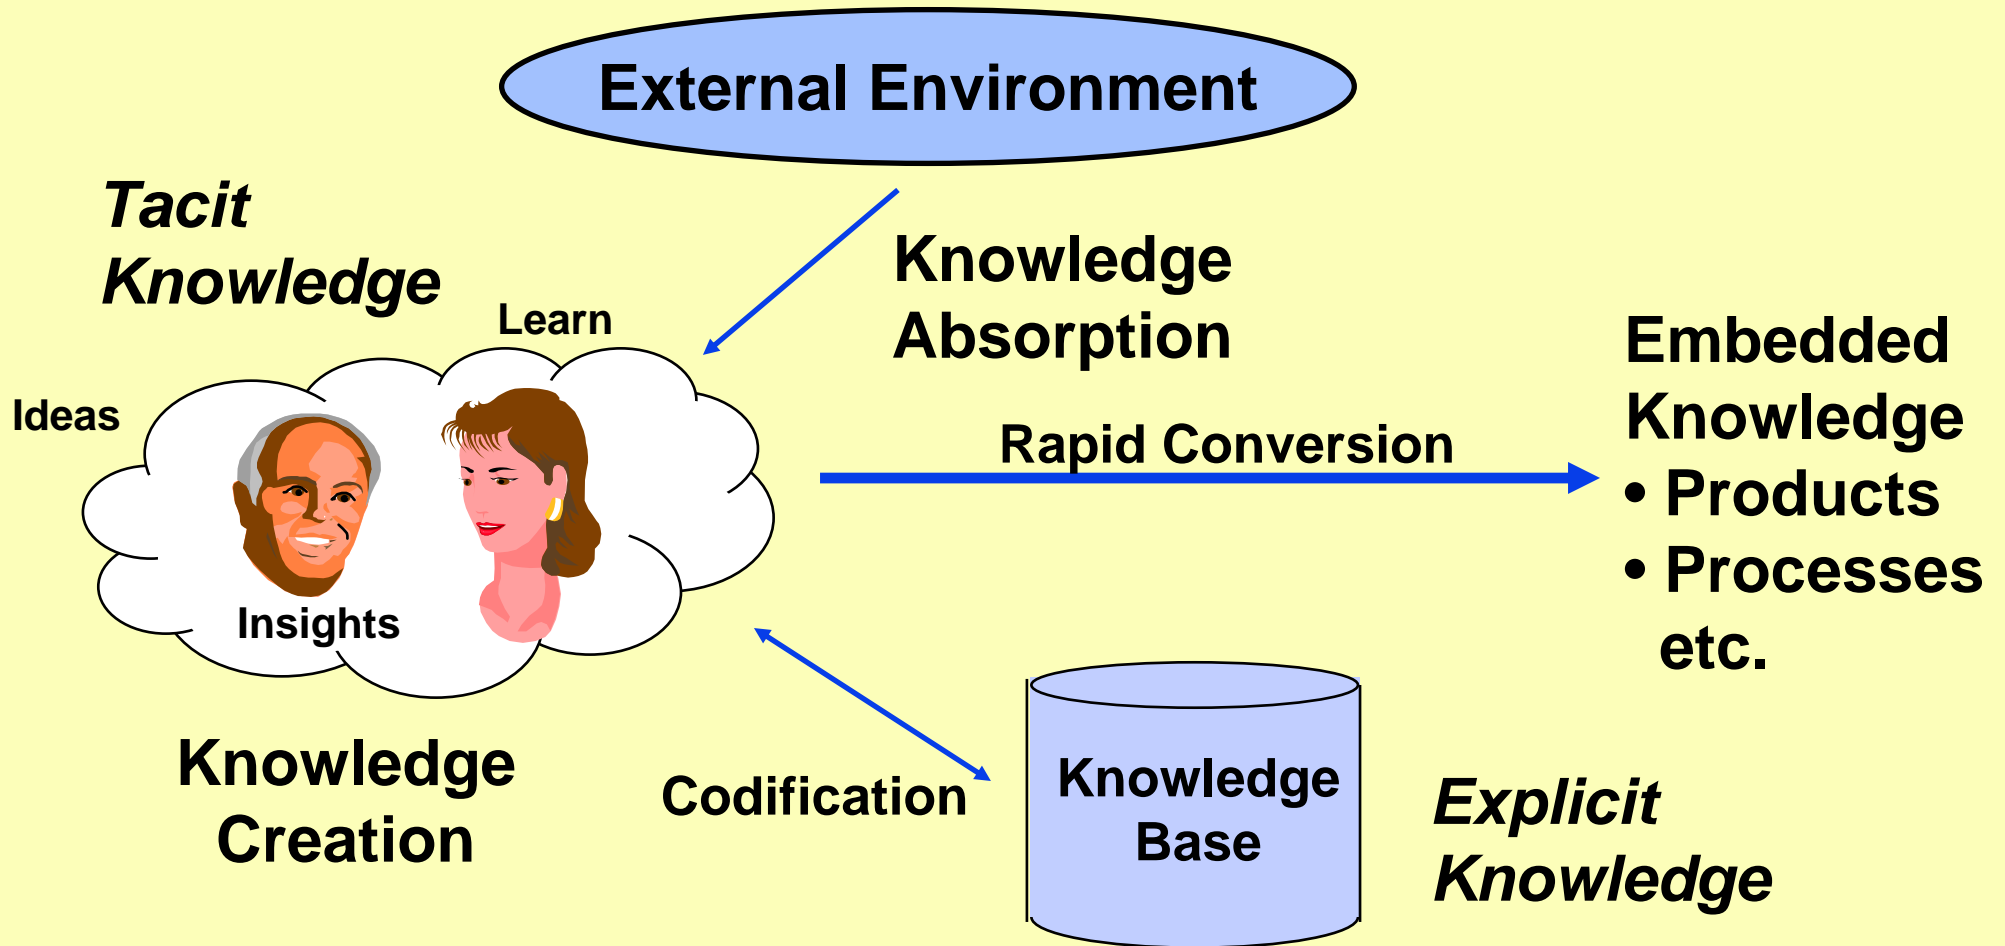 External Environment
Tacit
Knowledge
Learn
Knowledge
Absorption
Ideas
Rapid Conversion
Embedded
Knowledge
• Products
• Processes
etc.
Insights
Knowledge
Creation
Codification
Knowledge
Base
Explicit
Knowledge